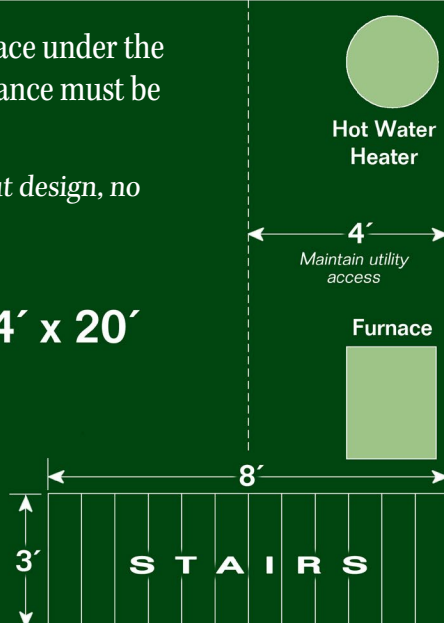 ace under the
ance must be
ut design, no
4´ x 20´
Hot Water
Heater
4´
Maintain utility
access
Furnace
8´
3´
STAIRS